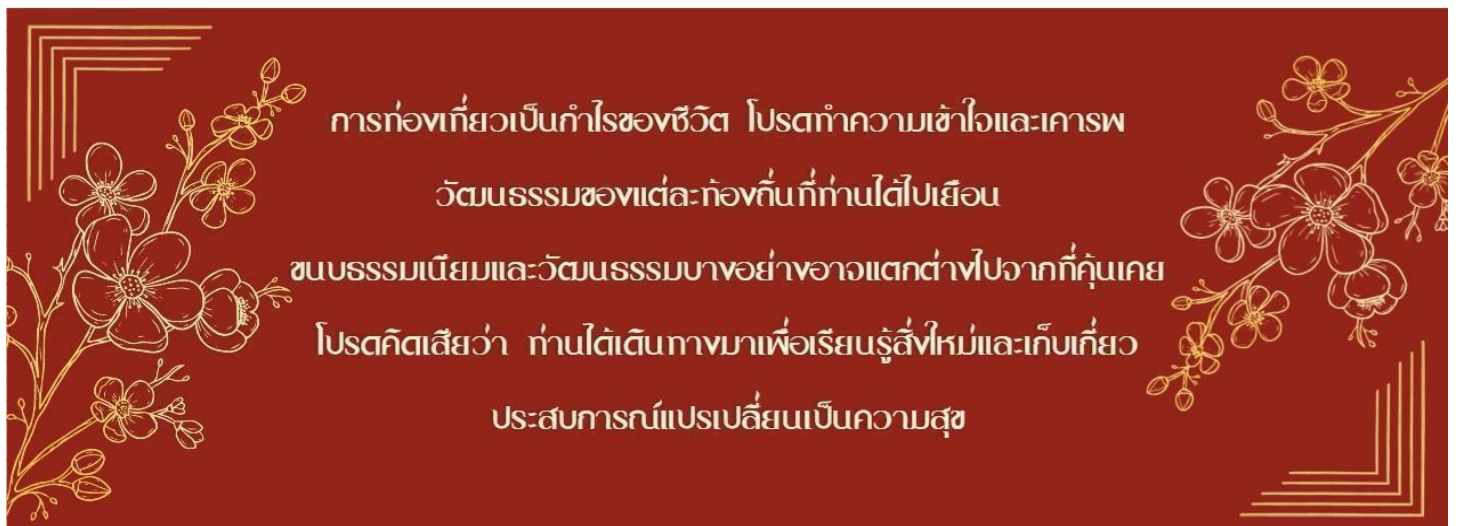 การท่องเที่ยวเป็นกำไรของชีวิต โปรดทำความเข้าใจและเคารพ
วัฒนธรรมของแต่ละท้องถิ่นที่ท่านได้ไปเยือน
ขนบธรรมเนียมและวัฒนธรรมบางอย่างอาจแตกต่างไปจากที่คุ้นเคย
โปรดคิดเสียว่า ท่านได้เดินทางมาเพื่อเรียนรู้สิ่งใหม่และเก็บเกี่ยว
ประสบการณ์แปรเปลี่ยนเป็นความสุข